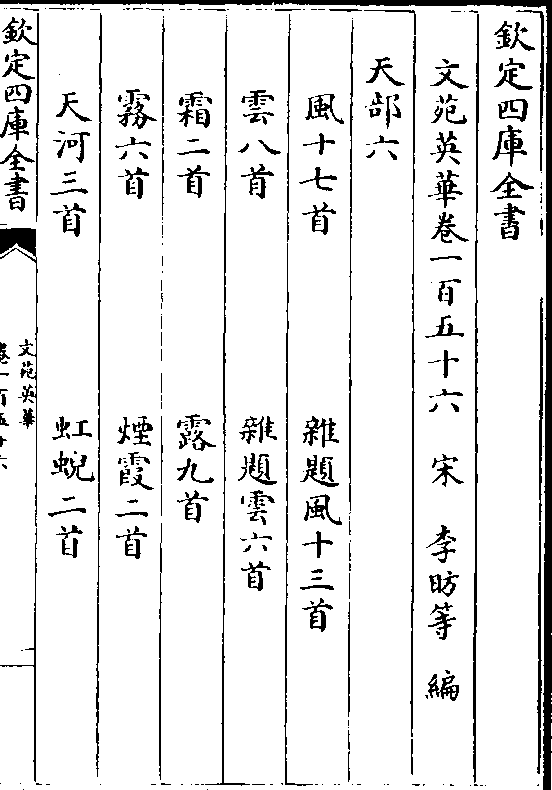 欽定四庫全書
文苑英華卷一百五十六 宋 李昉等 編
天部六
風十七首 雜題風十三首
雲八首 雜題雲六首
霜二首 露九首
霧六首 煙霞二首
天河三首 虹蜺二首
欽定四庫全書
文苑英華
卷一百五十六